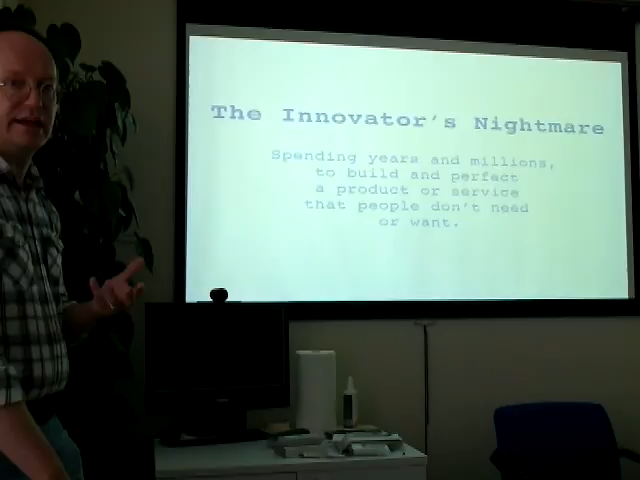 The Innovator's Nightmare
Spending years and millions,
to build and perfect
a product or service
that people don't need
or want.